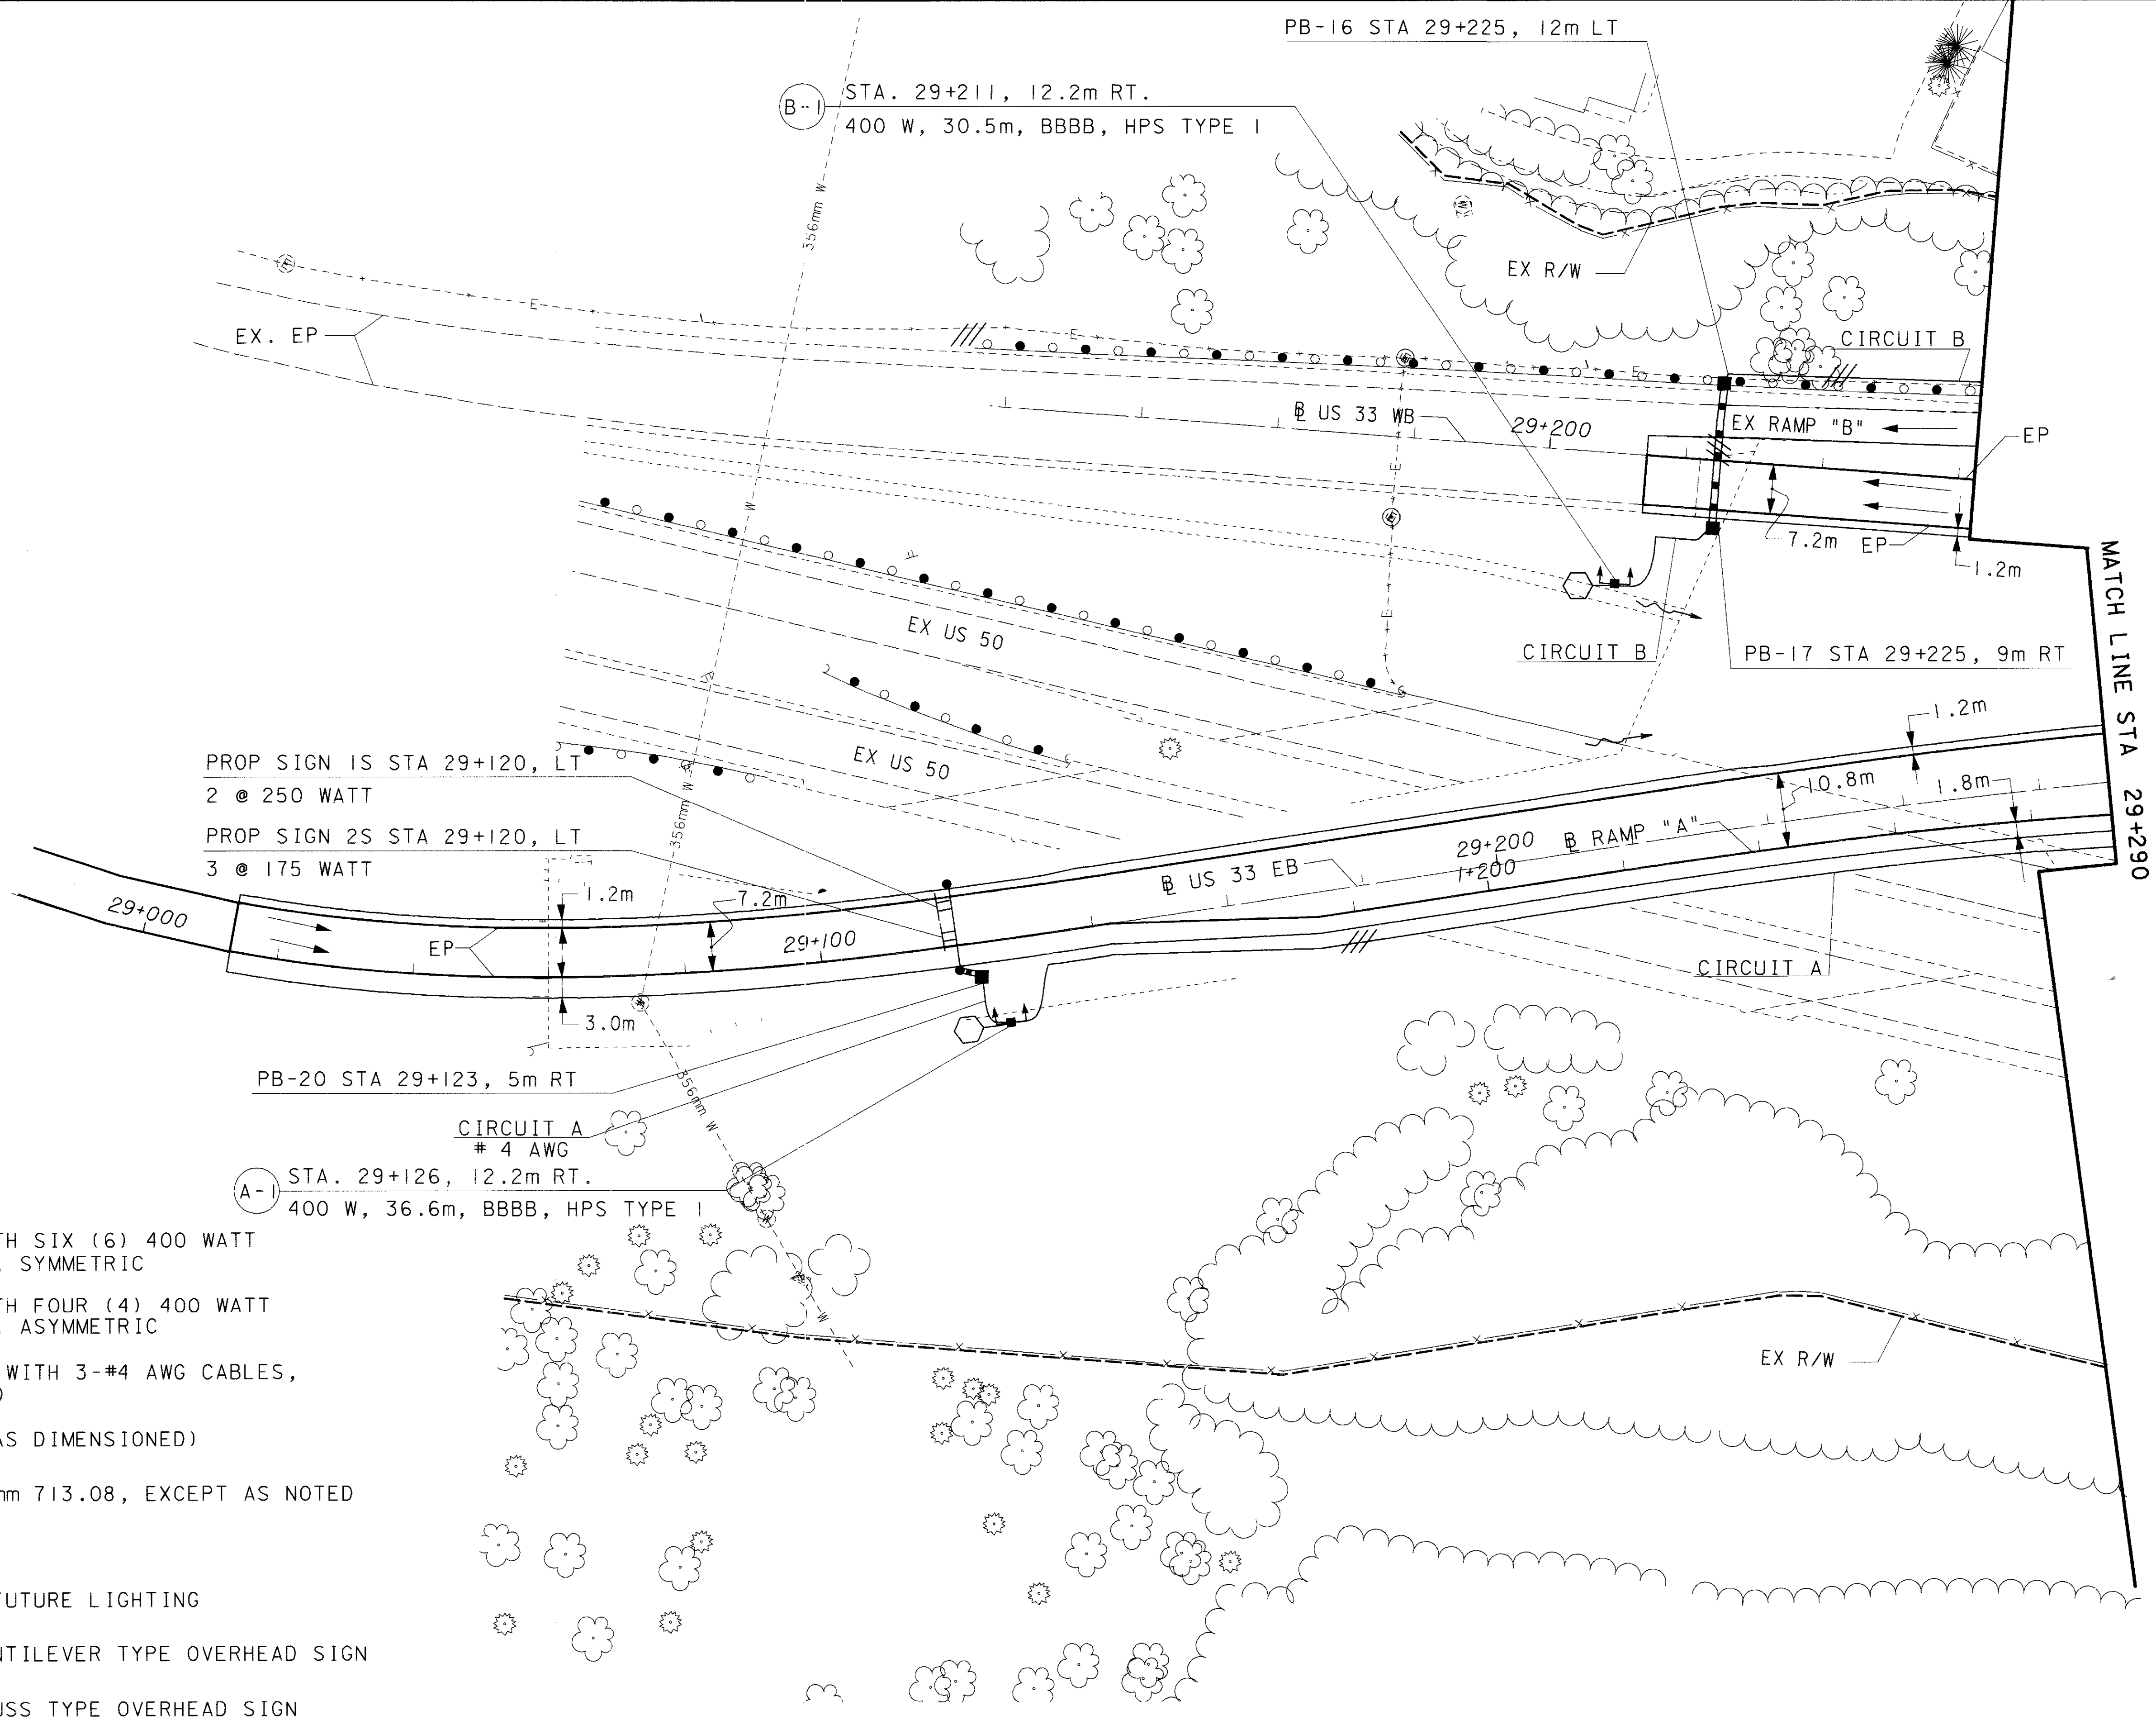 PB-16 STA 29+225, 12m LT
B-1
STA. 29+211, 12.2m RT.
400 W, 30.5m, BBBB, HPS TYPE 1
356mm W
W
EX R/W
E
EX. EP
E
CIRCUIT B
E
℄ US 33 WB
29+200
EX RAMP "B"
EP
E
7.2m
EP
1.2m
E
MATCH LINE STA 29+290
W
EX US 50
CIRCUIT B
PB-17 STA 29+225, 9m RT
1.2m
PROP SIGN 1S STA 29+120, LT
2 @ 250 WATT
EX US 50
10.8m
1.8m
356mm W
PROP SIGN 2S STA 29+120, LT
3 @ 175 WATT
29+200
1+200
℄ RAMP "A"
℄ US 33 EB
1.2m
7.2m
29+000
EP
29+100
CIRCUIT A
3.0m
PB-20 STA 29+123, 5m RT
356mm W
CIRCUIT A
# 4 AWG
A-1
STA. 29+126, 12.2m RT.
400 W, 36.6m, BBBB, HPS TYPE 1
TH SIX (6) 400 WATT
SYMMETRIC
TH FOUR (4) 400 WATT
ASYMMETRIC
W
WITH 3-#4 AWG CABLES,
EX R/W
AS DIMENSIONED)
mm 713.08, EXCEPT AS NOTED
FUTURE LIGHTING
NTILEVER TYPE OVERHEAD SIGN
USS TYPE OVERHEAD SIGN